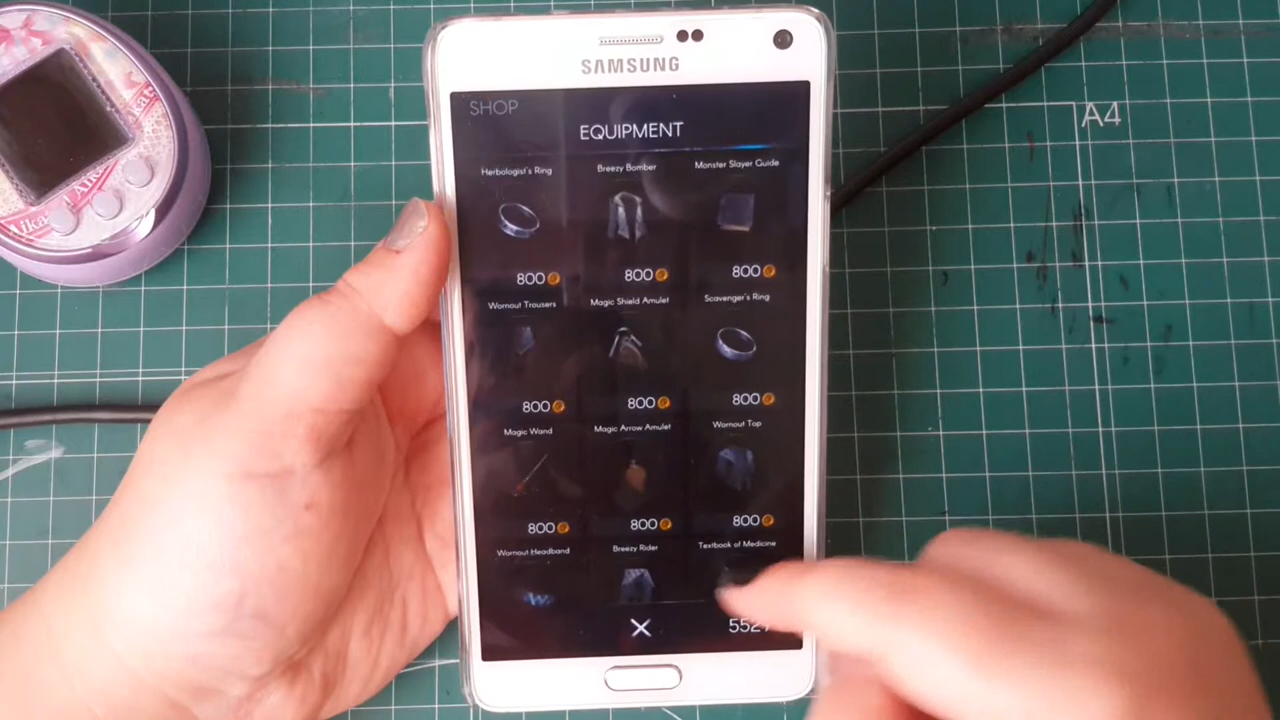 SAMSUNG
SHOP
EQUIPMENT
Herbologist's Ring
Breezy Bomber
Monster Slayer Guide
800
800
800
Wornout Trousers
Magic Shield Amulet
Scavenger's Ring
800
800
800
Magic Wand
Magic Arrow Amulet
Wornout Top
800
800
800
Wornout Headband
Breezy Rider
Textbook of Medicine
A4